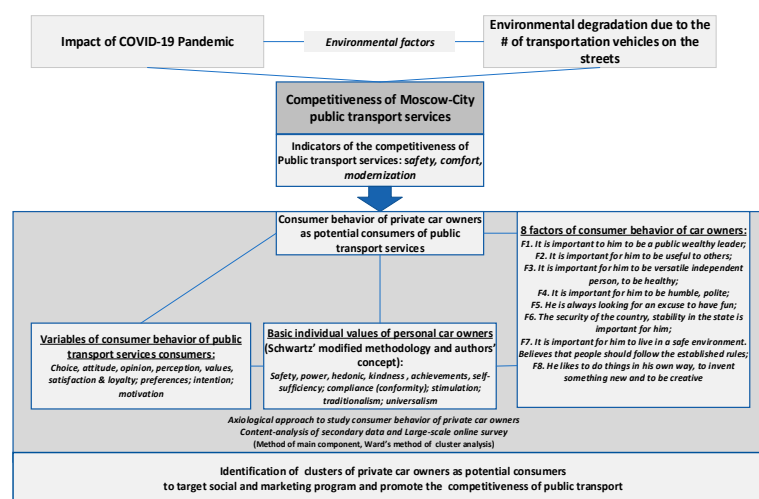 Impact of COVID-19 Pandemic
Environmental factors
Environmental degradation due to the
# of transportation vehicles on the
streets
Competitiveness of Moscow-City
public transport services
Indicators of the competitiveness of
Public transport services: safety, comfort,
modernization
Consumer behavior of private car owners
as potential consumers of public
transport services
8 factors of consumer behavior of car owners:
F1. It is important to him to be a public wealthy leader;
F2. It is important for him to be useful to others;
F3. It is important for him to be versatile independent
person, to be healthy;
F4. It is important for him to be humble, polite;
F5. He is always looking for an excuse to have fun;
F6. The security of the country, stability in the state is
important for him;
F7. It is important for him to live in a safe environment.
Believes that people should follow the established rules;
F8. He likes to do things in his own way, to invent
something new and to be creative
Variables of consumer behavior of public
transport services consumers:
Choice, attitude, opinion, perception, values,
satisfaction & loyalty; preferences; intention;
motivation
Basic individual values of personal car owners
(Schwartz' modified methodology and authors'
concept):
Safety, power, hedonic, kindness , achievements, self-
sufficiency; compliance (conformity); stimulation;
traditionalism; universalism
Axiological approach to study consumer behavior of private car owners
Content-analysis of secondary data and Large-scale online survey
(Method of main component, Ward's method of cluster analysis)
Identification of clusters of private car owners as potential consumers
to target social and marketing program and promote the competitiveness of public transport